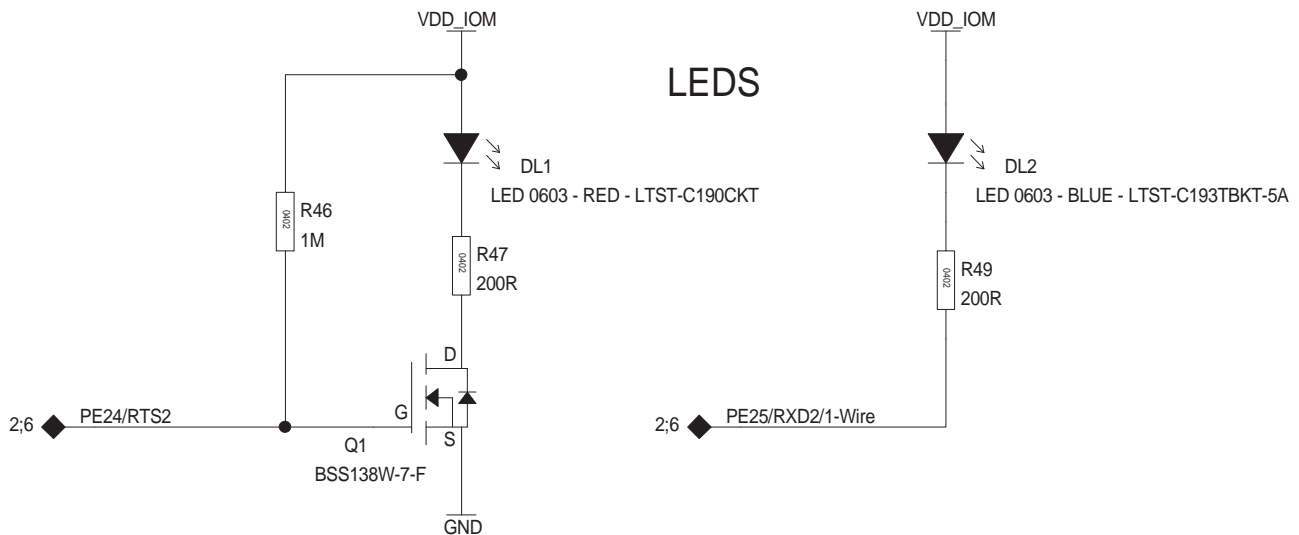 VDD_IOM
VDD_IOM
LEDS
DL1
LED 0603 - RED - LTST-C190CKT
DL2
LED 0603 - BLUE - LTST-C193TBKT-5A
0402
R46
1M
0402
R47
200R
0402
R49
200R
D
G
S
2;6
PE24/RTS2
Q1
BSS138W-7-F
2;6
PE25/RXD2/1-Wire
GND